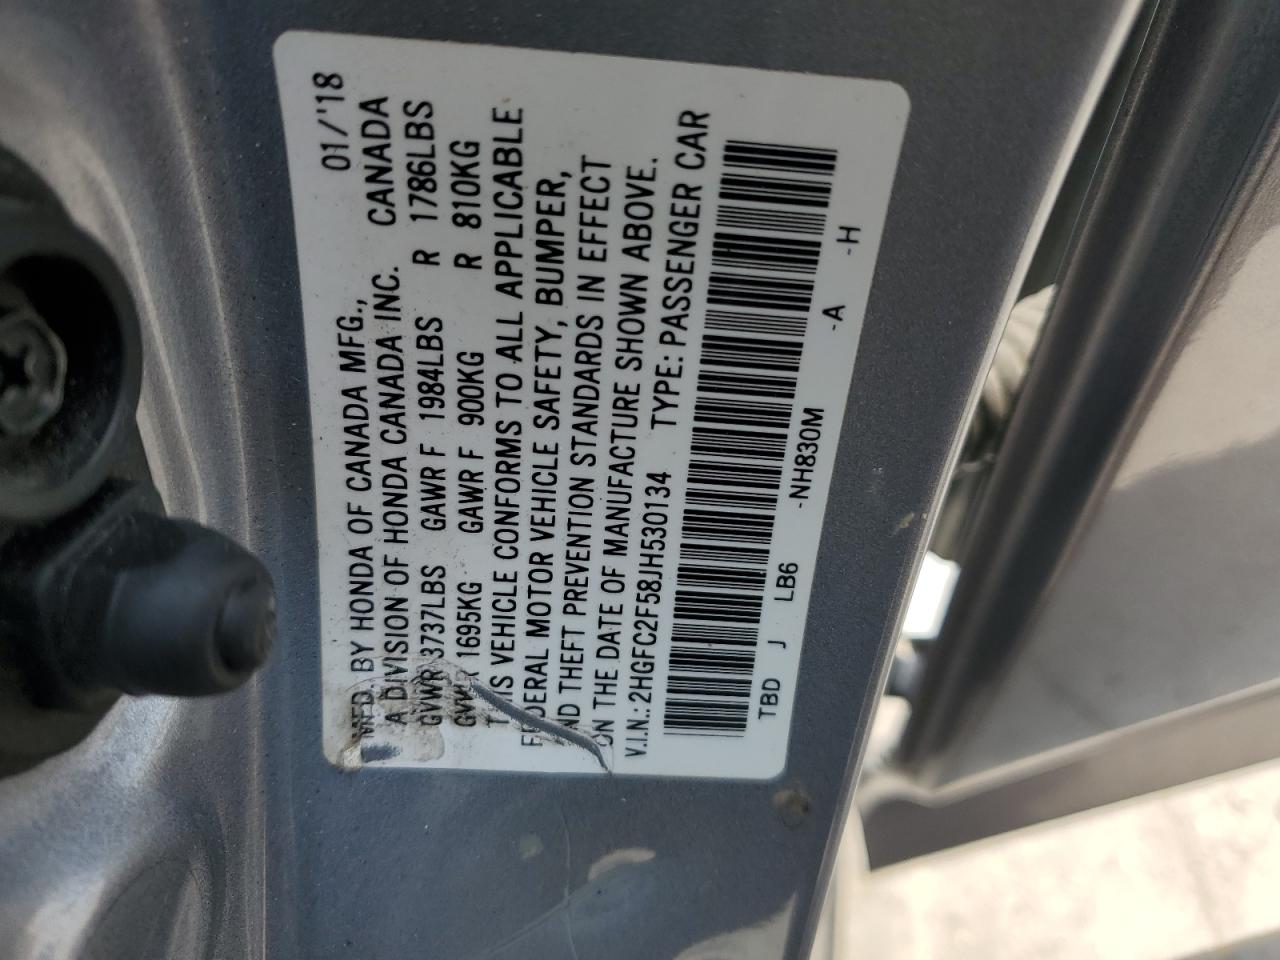 MFD. BY HONDA OF CANADA MFG., 01/'18
A DIVISION OF HONDA CANADA INC. CANADA
GVWR 3737LBS GAWR F 1984LBS R 1786LBS
GVWR 1695KG GAWR F 900KG R 810KG
THIS VEHICLE CONFORMS TO ALL APPLICABLE
FEDERAL MOTOR VEHICLE SAFETY, BUMPER,
AND THEFT PREVENTION STANDARDS IN EFFECT
ON THE DATE OF MANUFACTURE SHOWN ABOVE.
V.I.N.: 2HGFC2F58JH530134 TYPE: PASSENGER CAR
TBD J LB6 -NH830M -A -H